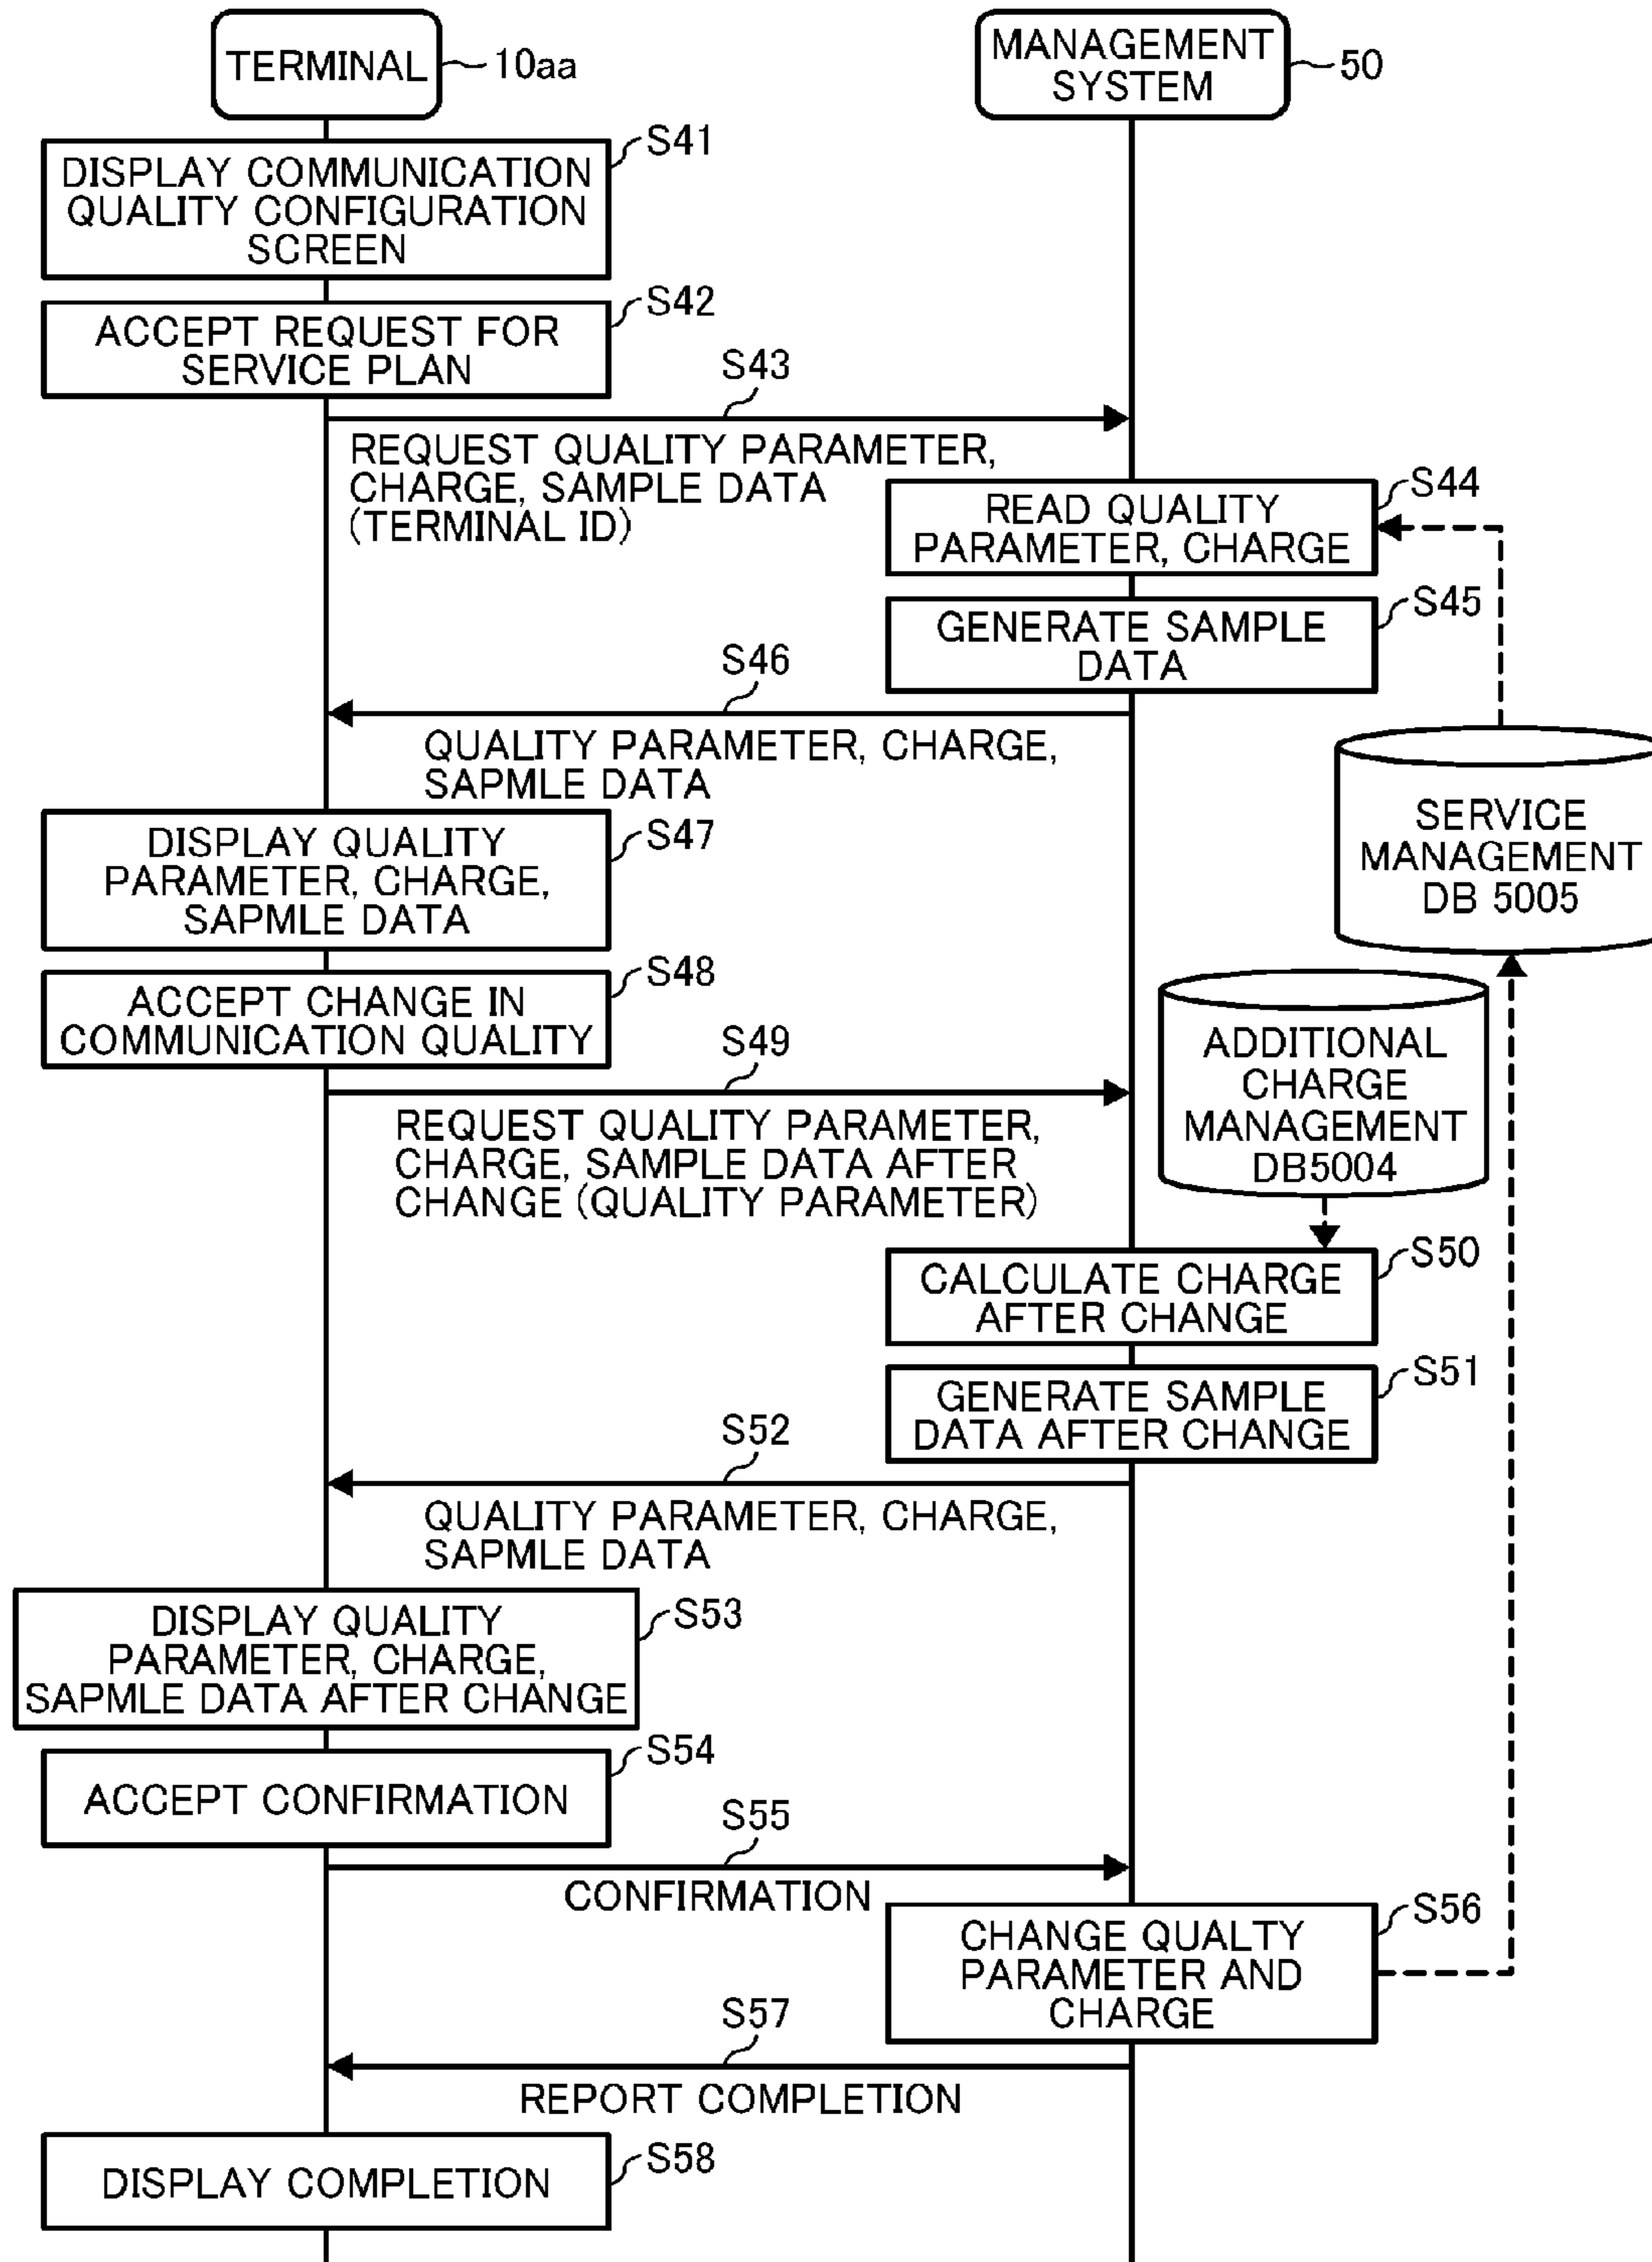 TERMINAL
10aa
MANAGEMENT
SYSTEM
50
S41
DISPLAY COMMUNICATION
QUALITY CONFIGURATION
SCREEN
S42
ACCEPT REQUEST FOR
SERVICE PLAN
S43
REQUEST QUALITY PARAMETER,
CHARGE, SAMPLE DATA
(TERMINAL ID)
S44
READ QUALITY
PARAMETER, CHARGE
S45
GENERATE SAMPLE
DATA
S46
QUALITY PARAMETER, CHARGE,
SAPMLE DATA
SERVICE
MANAGEMENT
DB 5005
S47
DISPLAY QUALITY
PARAMETER, CHARGE,
SAPMLE DATA
S48
ACCEPT CHANGE IN
COMMUNICATION QUALITY
S49
REQUEST QUALITY PARAMETER,
CHARGE, SAMPLE DATA AFTER
CHANGE (QUALITY PARAMETER)
ADDITIONAL
CHARGE
MANAGEMENT
DB5004
S50
CALCULATE CHARGE
AFTER CHANGE
S51
GENERATE SAMPLE
DATA AFTER CHANGE
S52
QUALITY PARAMETER, CHARGE,
SAPMLE DATA
S53
DISPLAY QUALITY
PARAMETER, CHARGE,
SAPMLE DATA AFTER CHANGE
S54
ACCEPT CONFIRMATION
S55
CONFIRMATION
S56
CHANGE QUALTY
PARAMETER AND
CHARGE
S57
REPORT COMPLETION
S58
DISPLAY COMPLETION